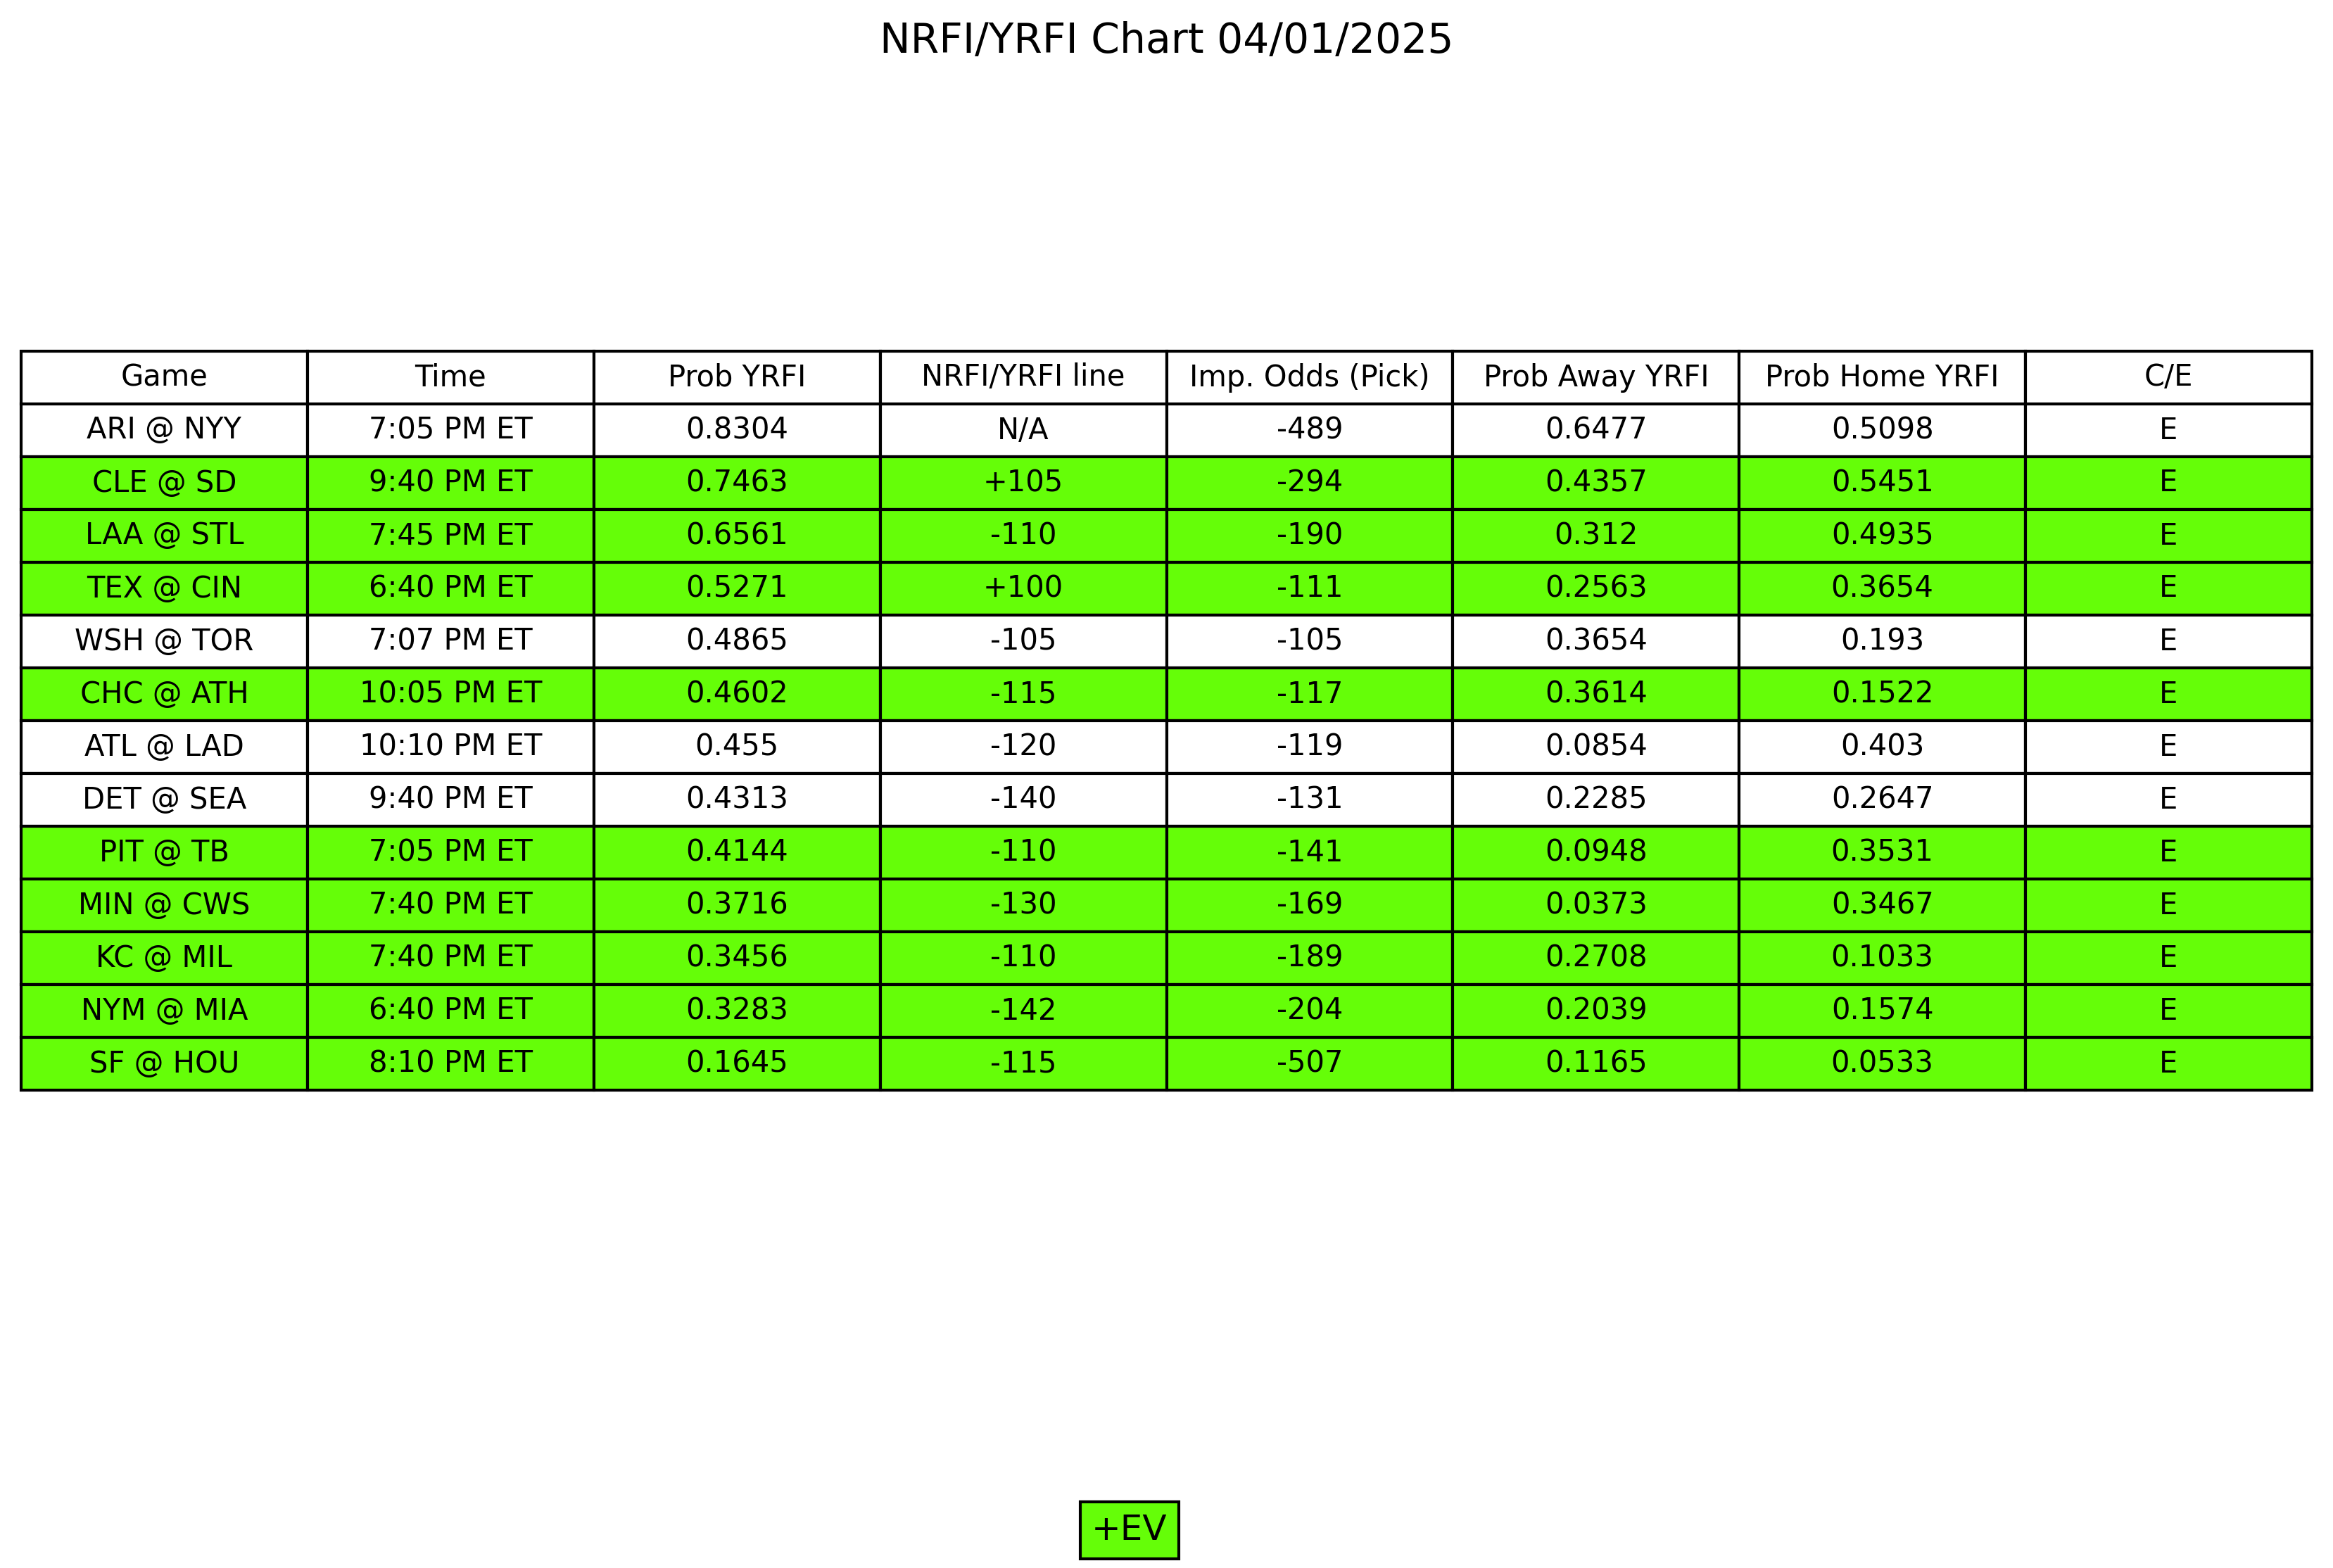 NRFI/YRFI Chart 04/01/2025
Game Time Prob YRFI NRFI/YRFI line Imp. Odds (Pick) Prob Away YRFI Prob Home YRFI C/E
ARI @ NYY 7:05 PM ET 0.8304 N/A -489 0.6477 0.5098 E
CLE @ SD 9:40 PM ET 0.7463 +105 -294 0.4357 0.5451 E
LAA @ STL 7:45 PM ET 0.6561 -110 -190 0.312 0.4935 E
TEX @ CIN 6:40 PM ET 0.5271 +100 -111 0.2563 0.3654 E
WSH @ TOR 7:07 PM ET 0.4865 -105 -105 0.3654 0.193 E
CHC @ ATH 10:05 PM ET 0.4602 -115 -117 0.3614 0.1522 E
ATL @ LAD 10:10 PM ET 0.455 -120 -119 0.0854 0.403 E
DET @ SEA 9:40 PM ET 0.4313 -140 -131 0.2285 0.2647 E
PIT @ TB 7:05 PM ET 0.4144 -110 -141 0.0948 0.3531 E
MIN @ CWS 7:40 PM ET 0.3716 -130 -169 0.0373 0.3467 E
KC @ MIL 7:40 PM ET 0.3456 -110 -189 0.2708 0.1033 E
NYM @ MIA 6:40 PM ET 0.3283 -142 -204 0.2039 0.1574 E
SF @ HOU 8:10 PM ET 0.1645 -115 -507 0.1165 0.0533 E
+EV